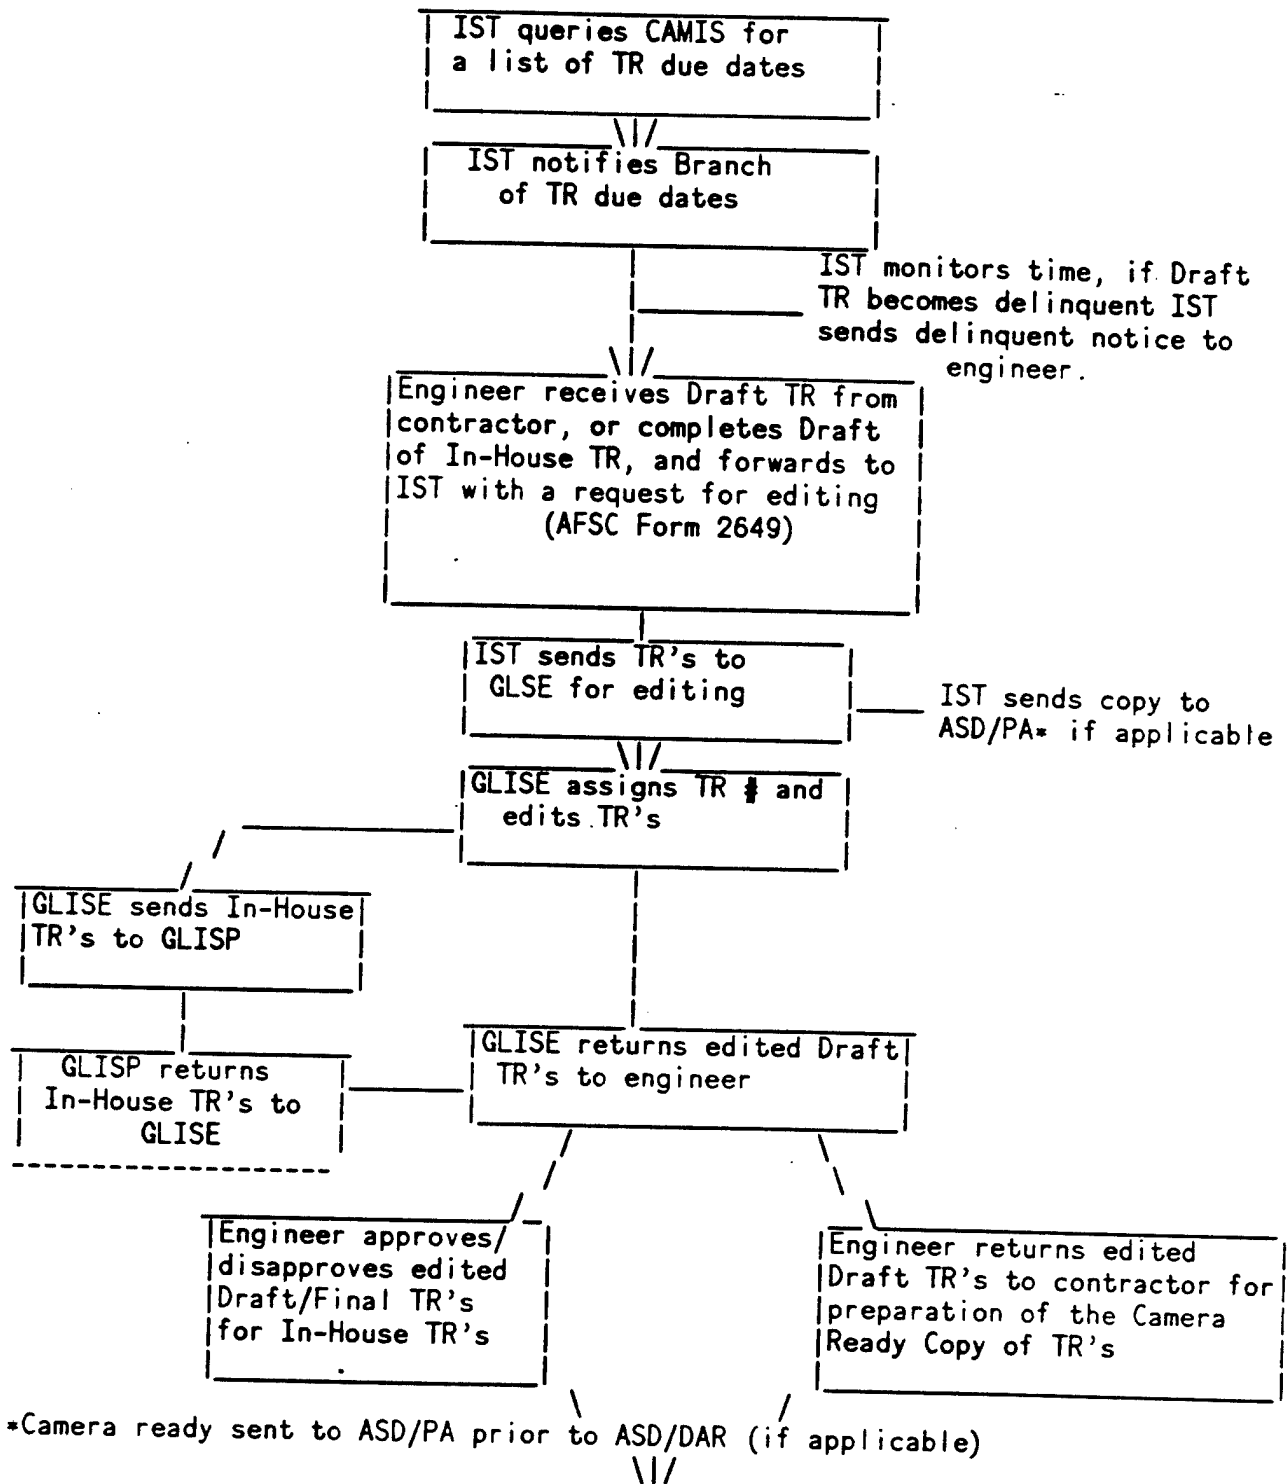 IST queries CAMIS for
a list of TR due dates
IST notifies Branch
of TR due dates
IST monitors time, if Draft
TR becomes delinquent IST
sends delinquent notice to
engineer.
Engineer receives Draft TR from
contractor, or completes Draft
of In-House TR, and forwards to
IST with a request for editing
(AFSC Form 2649)
IST sends TR's to
GLSE for editing
IST sends copy to
ASD/PA* if applicable
GLISE assigns TR # and
edits TR's
GLISE sends In-House
TR's to GLISP
GLISP returns
In-House TR's to
GLISE
GLISE returns edited Draft
TR's to engineer
Engineer approves/
disapproves edited
Draft/Final TR's
for In-House TR's
Engineer returns edited
Draft TR's to contractor for
preparation of the Camera
Ready Copy of TR's
*Camera ready sent to ASD/PA prior to ASD/DAR (if applicable)